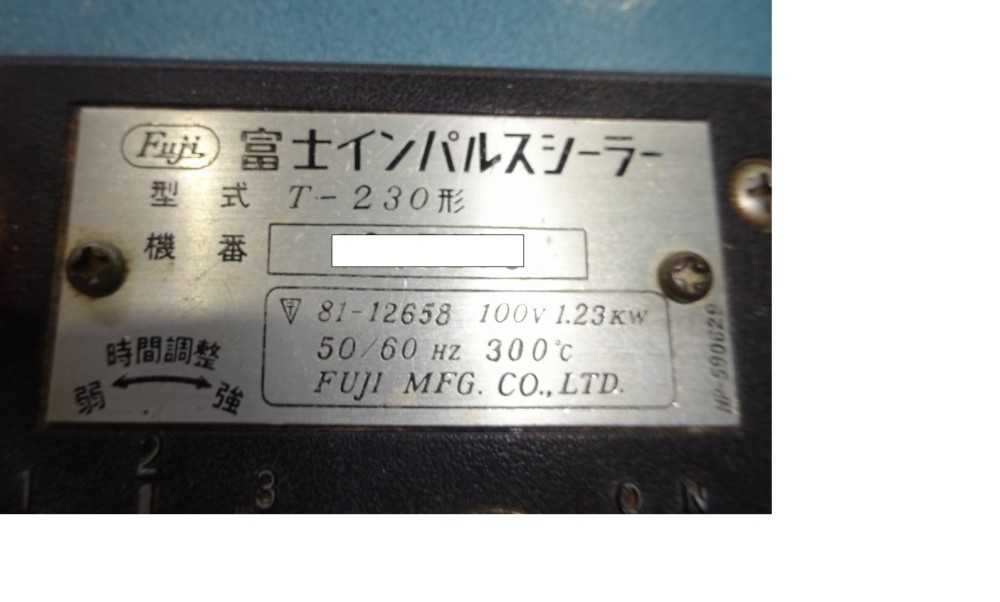 Fuji 富士インパルスシーラー
型式 T-230形
機番
〒 81-12658 100V 1.23KW
50/60 HZ 300℃
FUJI MFG. CO., LTD.
時間調整
弱 強
NP-590629
1 2 3 ON